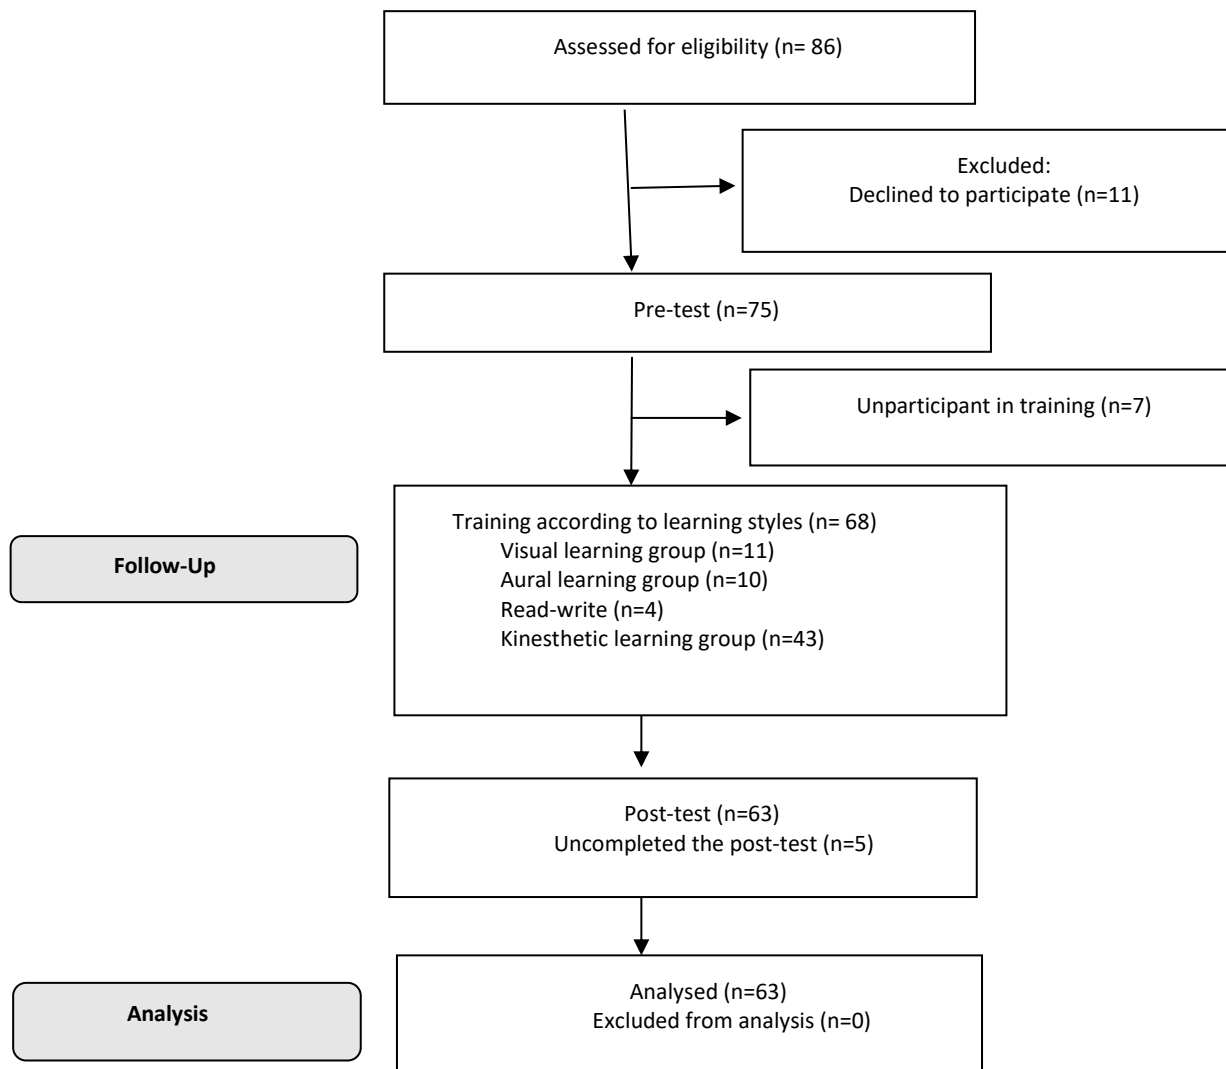 Assessed for eligibility (n= 86)
Excluded:
Declined to participate (n=11)
Pre-test (n=75)
Unparticipant in training (n=7)
Training according to learning styles (n= 68)
Visual learning group (n=11)
Aural learning group (n=10)
Read-write (n=4)
Kinesthetic learning group (n=43)
Follow-Up
Post-test (n=63)
Uncompleted the post-test (n=5)
Analysed (n=63)
Excluded from analysis (n=0)
Analysis